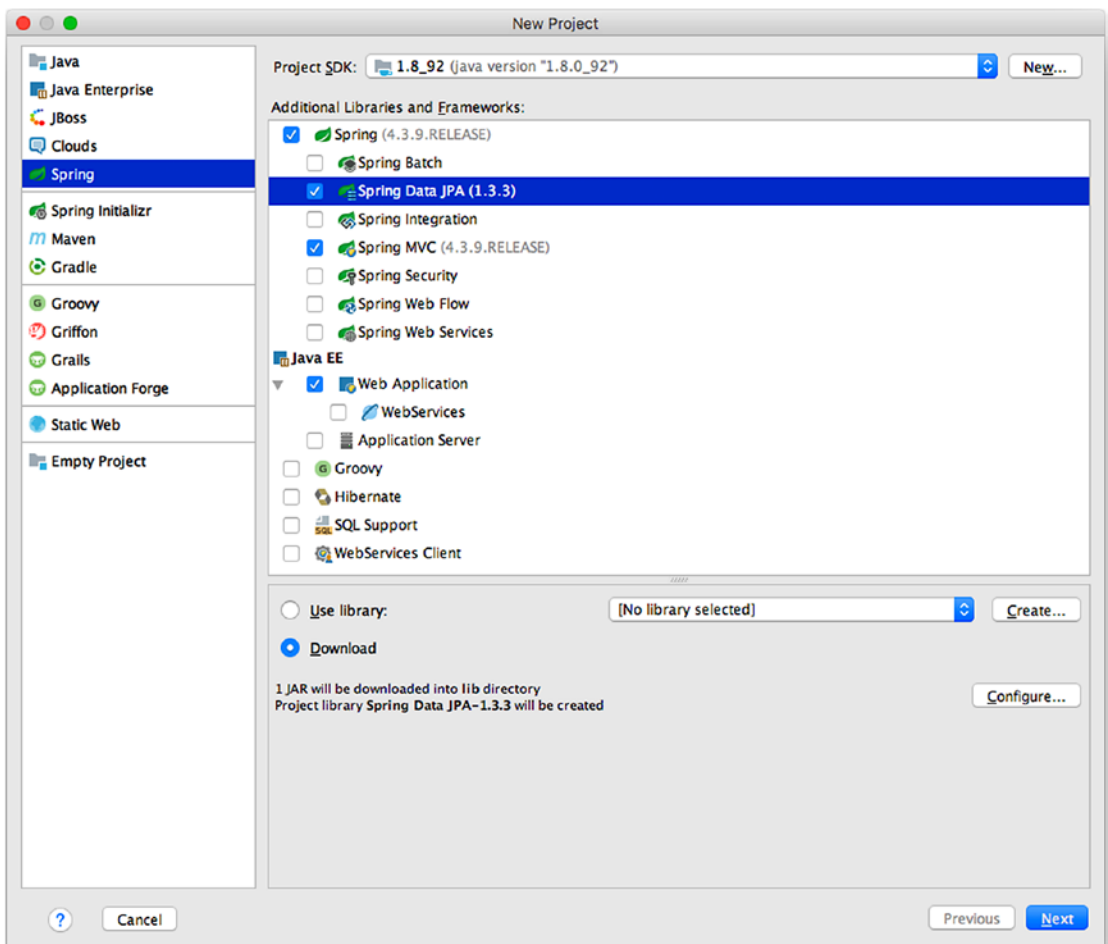 New Project
Java
Java Enterprise
JBoss
Clouds
Spring
Spring Initializr
Maven
Gradle
Groovy
Griffon
Grails
Application Forge
Static Web
Empty Project
Project SDK: 1.8_92 (java version "1.8.0_92") New...
Additional Libraries and Frameworks:
Spring (4.3.9.RELEASE)
Spring Batch
Spring Data JPA (1.3.3)
Spring Integration
Spring MVC (4.3.9.RELEASE)
Spring Security
Spring Web Flow
Spring Web Services
Java EE
Web Application
WebServices
Application Server
Groovy
Hibernate
SQL Support
WebServices Client
Use library: [No library selected] Create...
Download
1 JAR will be downloaded into lib directory
Project library Spring Data JPA-1.3.3 will be created
Configure...
? Cancel Previous Next